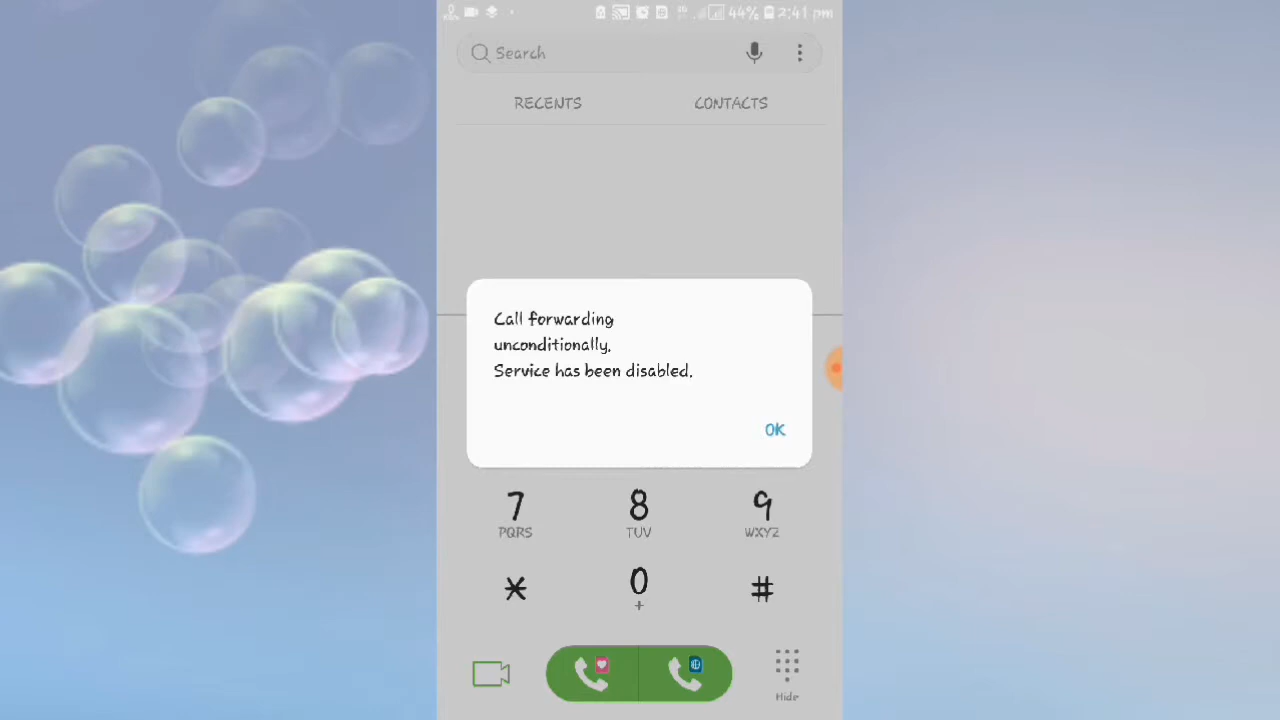 44% 2:41 pm
Search
RECENTS CONTACTS
Call forwarding
unconditionally.
Service has been disabled.
OK
7 8 9
PQRS TUV WXYZ
* 0 #
+
Hide